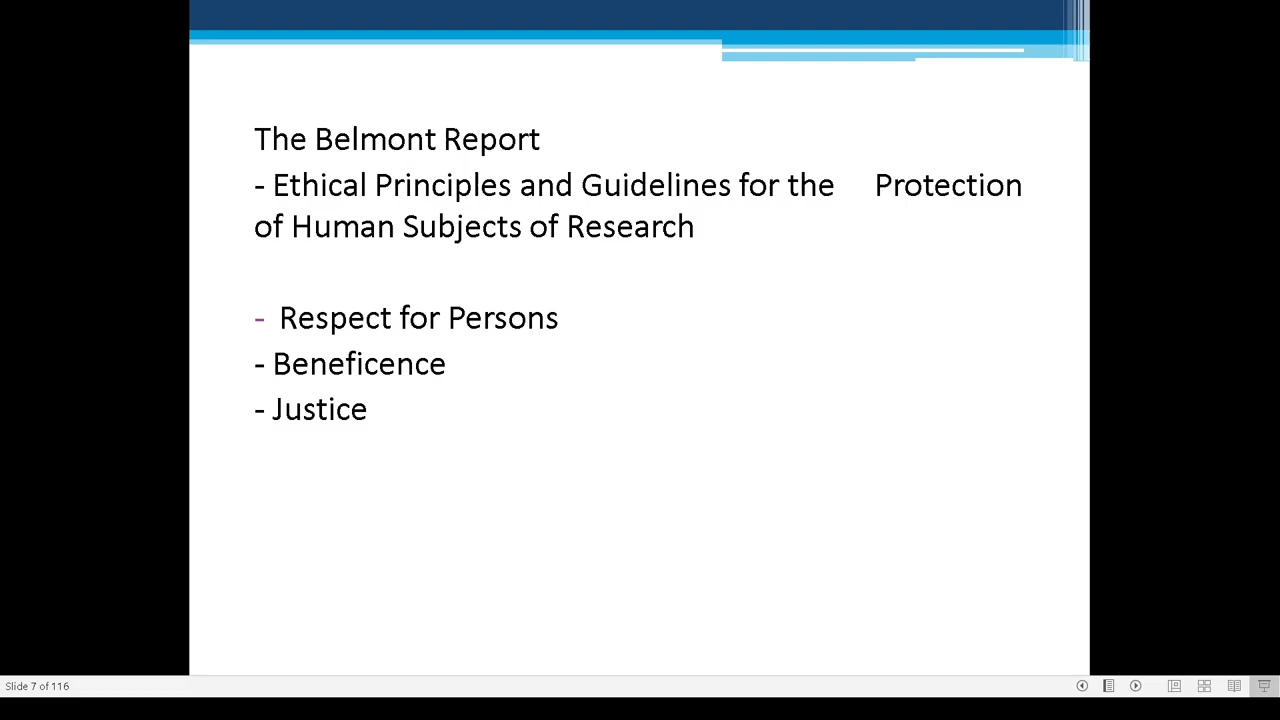 The Belmont Report
- Ethical Principles and Guidelines for the Protection
of Human Subjects of Research
- Respect for Persons
- Beneficence
- Justice
Slide 7 of 116